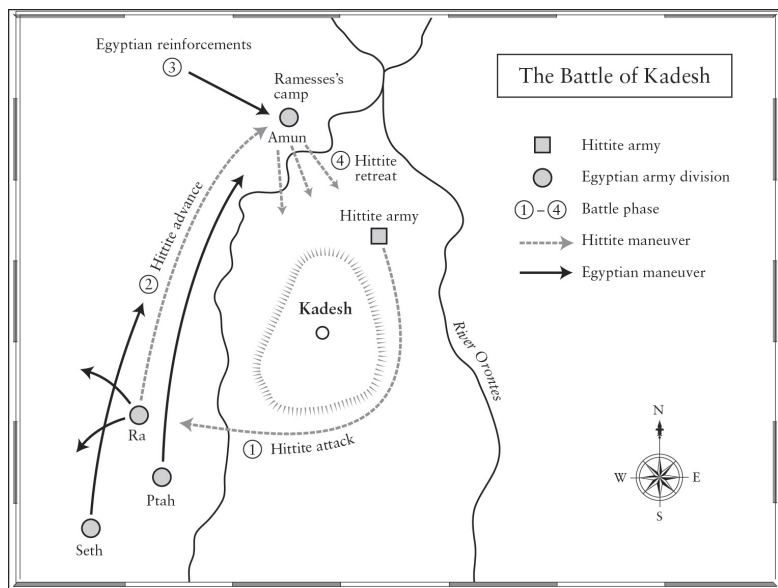 The Battle of Kadesh
Hittite army
Egyptian army division
①–④ Battle phase
Hittite maneuver
Egyptian maneuver
Egyptian reinforcements
③
Ramesses's
camp
Amun
④ Hittite
retreat
Hittite army
② Hittite advance
Kadesh
River Orontes
Ra
① Hittite attack
Ptah
Seth
N
W
E
S